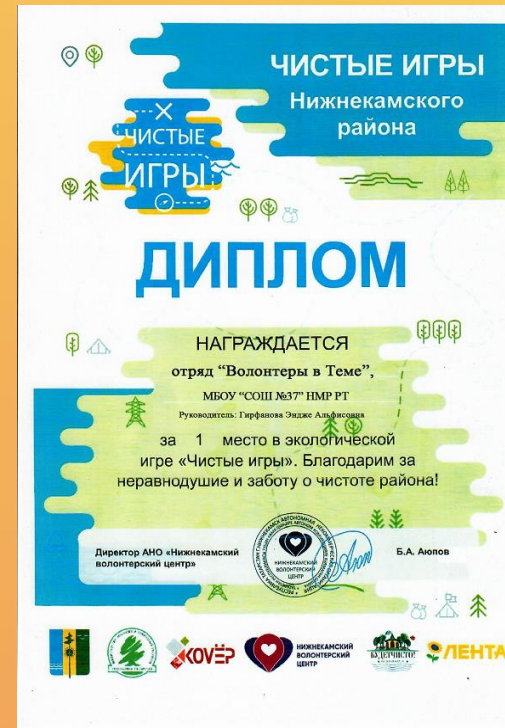 ЧИСТЫЕ ИГРЫ
Нижнекамского
района
ЧИСТЫЕ
ИГРЫ
ДИПЛОМ
НАГРАЖДАЕТСЯ
отряд “Волонтеры в Теме”,
МБОУ “СОШ №37” НМР РТ
Руководитель: Гирфанова Эндже Альфисовна
за 1 место в экологической
игре «Чистые игры». Благодарим за
неравнодушие и заботу о чистоте района!
Директор АНО «Нижнекамский
волонтерский центр»
НИЖНЕКАМСКИЙ
ВОЛОНТЕРСКИЙ
ЦЕНТР
Б.А. Аюпов
КОVЁР
НИЖНЕКАМСКИЙ
ВОЛОНТЕРСКИЙ
ЦЕНТР
БУДЕТЧИСТО!
ЛЕНТА